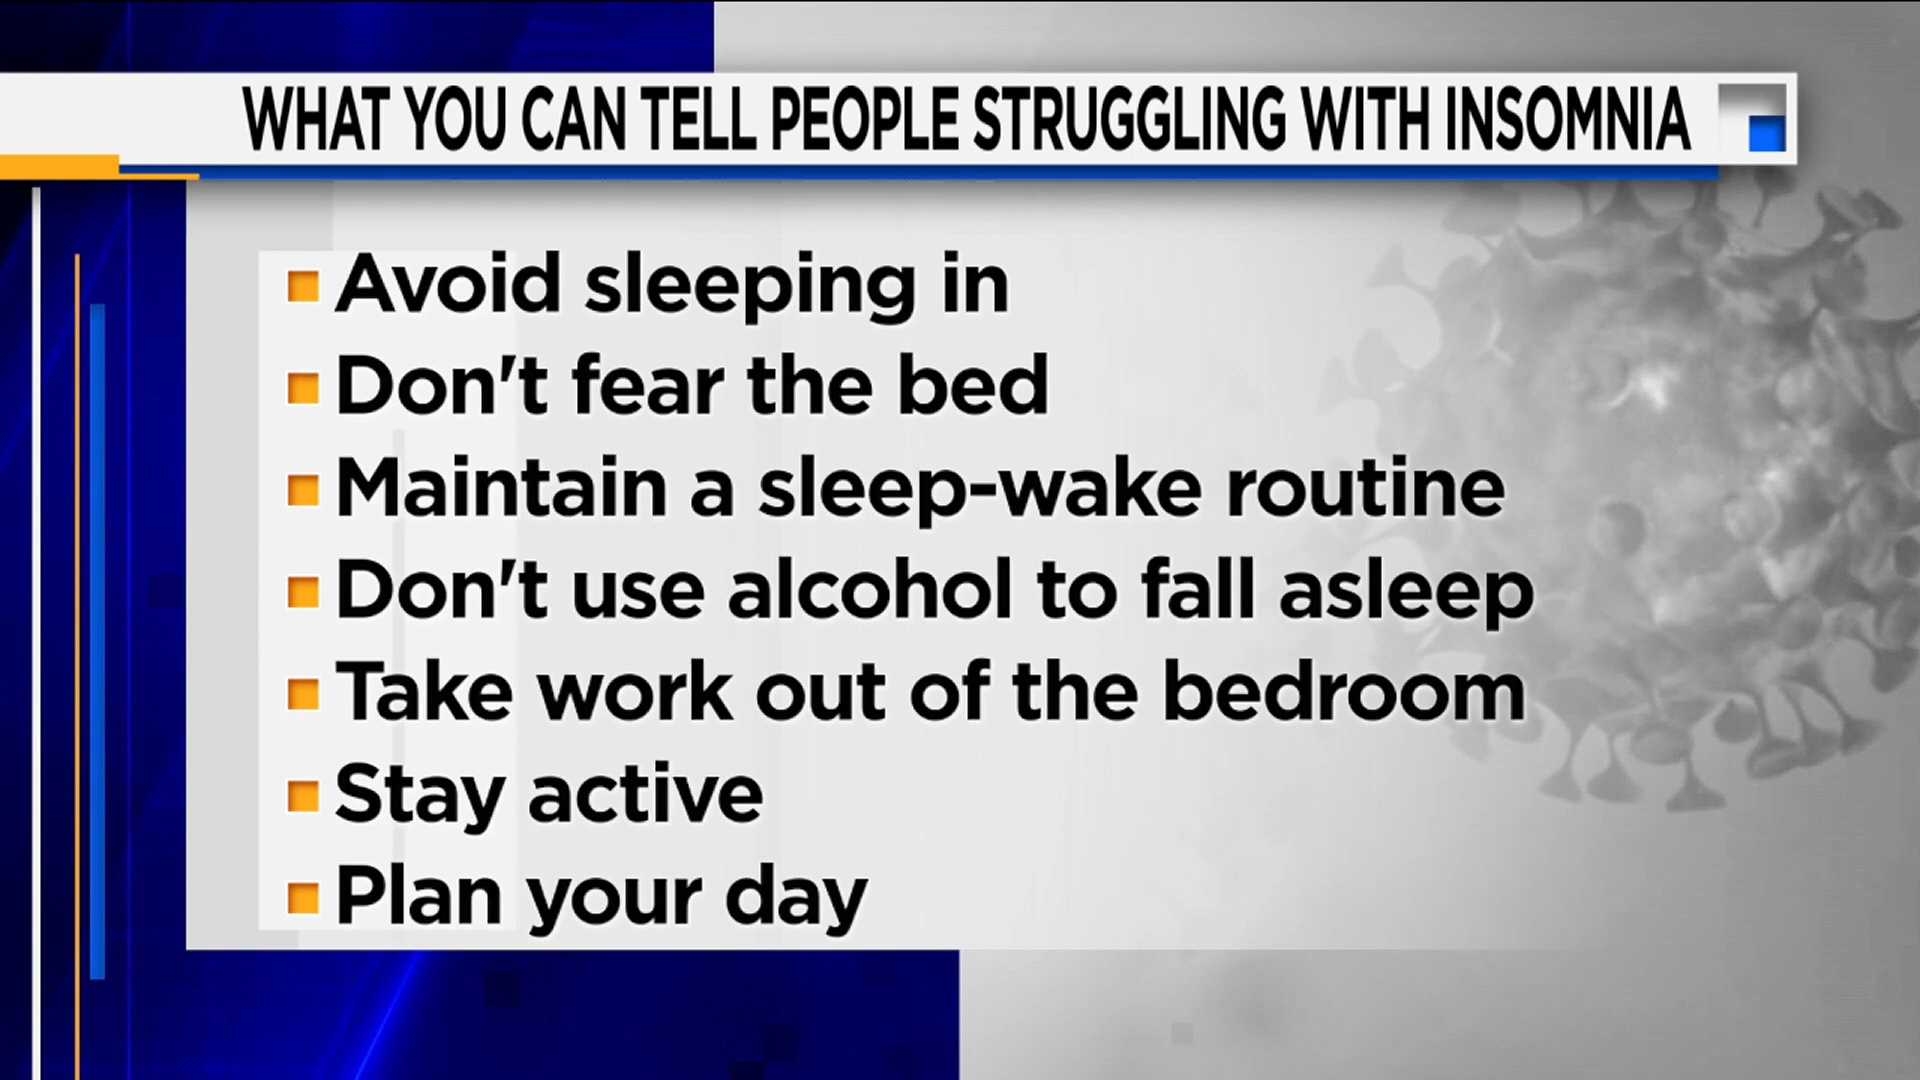 WHAT YOU CAN TELL PEOPLE STRUGGLING WITH INSOMNIA
Avoid sleeping in
Don't fear the bed
Maintain a sleep-wake routine
Don't use alcohol to fall asleep
Take work out of the bedroom
Stay active
Plan your day